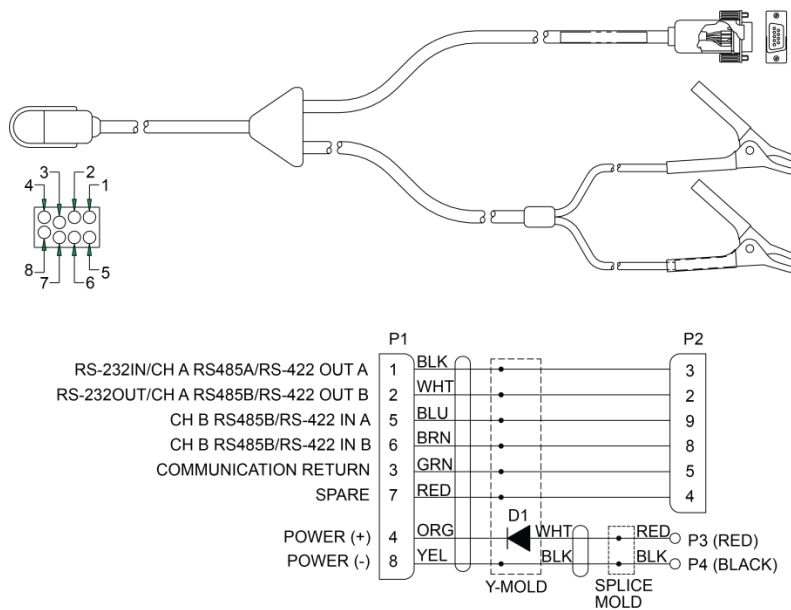 3
2
4
1
8
5
7
6
P1
P2
RS-232IN/CH A RS485A/RS-422 OUT A 1 BLK 3
RS-232OUT/CH A RS485B/RS-422 OUT B 2 WHT 2
CH B RS485B/RS-422 IN A 5 BLU 9
CH B RS485B/RS-422 IN B 6 BRN 8
COMMUNICATION RETURN 3 GRN 5
SPARE 7 RED 4
D1
POWER (+) 4 ORG WHT RED P3 (RED)
POWER (-) 8 YEL BLK BLK P4 (BLACK)
Y-MOLD
SPLICE
MOLD